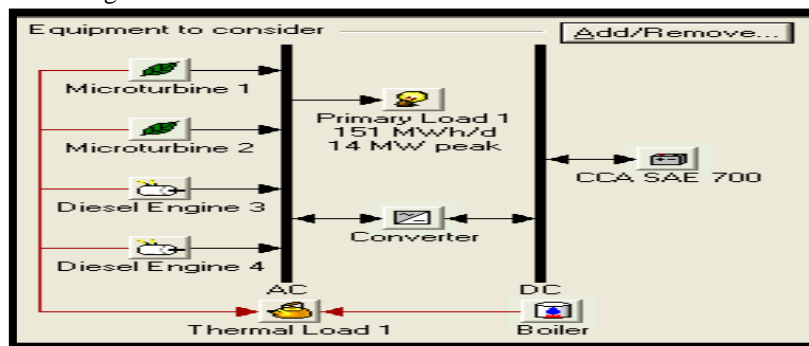 Equipment to consider
Add/Remove...
Microturbine 1
Primary Load 1
151 MWh/d
14 MW peak
Microturbine 2
CCA SAE 700
Diesel Engine 3
Converter
Diesel Engine 4
AC
DC
Thermal Load 1
Boiler